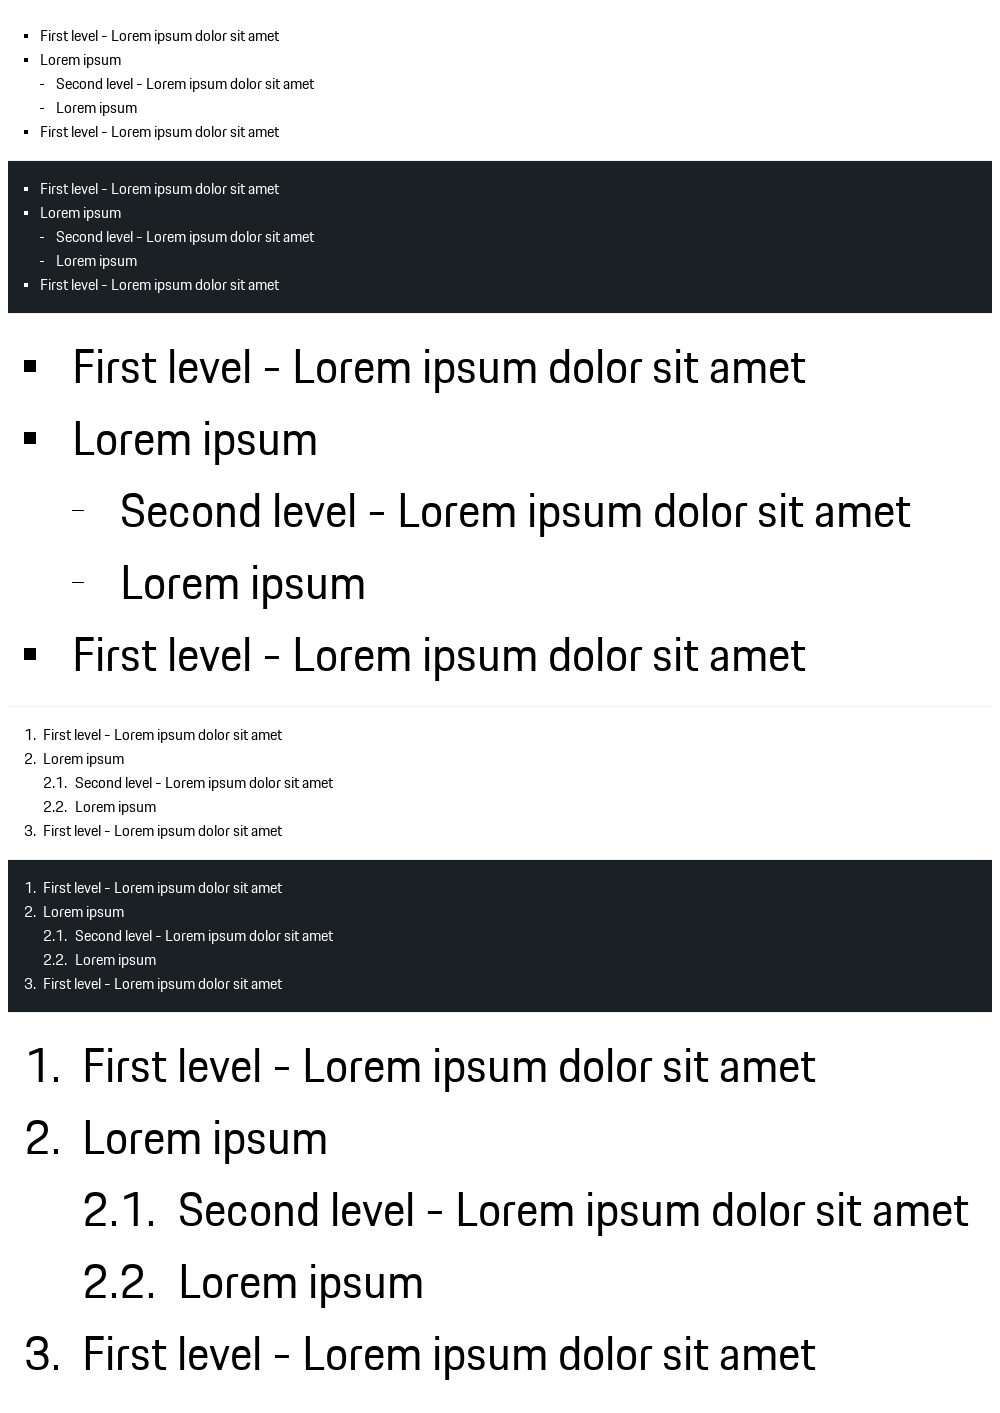 ▪ First level - Lorem ipsum dolor sit amet
▪ Lorem ipsum
- Second level - Lorem ipsum dolor sit amet
- Lorem ipsum
▪ First level - Lorem ipsum dolor sit amet
▪ First level - Lorem ipsum dolor sit amet
▪ Lorem ipsum
- Second level - Lorem ipsum dolor sit amet
- Lorem ipsum
▪ First level - Lorem ipsum dolor sit amet
▪ First level - Lorem ipsum dolor sit amet
▪ Lorem ipsum
- Second level - Lorem ipsum dolor sit amet
- Lorem ipsum
▪ First level - Lorem ipsum dolor sit amet
1. First level - Lorem ipsum dolor sit amet
2. Lorem ipsum
2.1. Second level - Lorem ipsum dolor sit amet
2.2. Lorem ipsum
3. First level - Lorem ipsum dolor sit amet
1. First level - Lorem ipsum dolor sit amet
2. Lorem ipsum
2.1. Second level - Lorem ipsum dolor sit amet
2.2. Lorem ipsum
3. First level - Lorem ipsum dolor sit amet
1. First level - Lorem ipsum dolor sit amet
2. Lorem ipsum
2.1. Second level - Lorem ipsum dolor sit amet
2.2. Lorem ipsum
3. First level - Lorem ipsum dolor sit amet